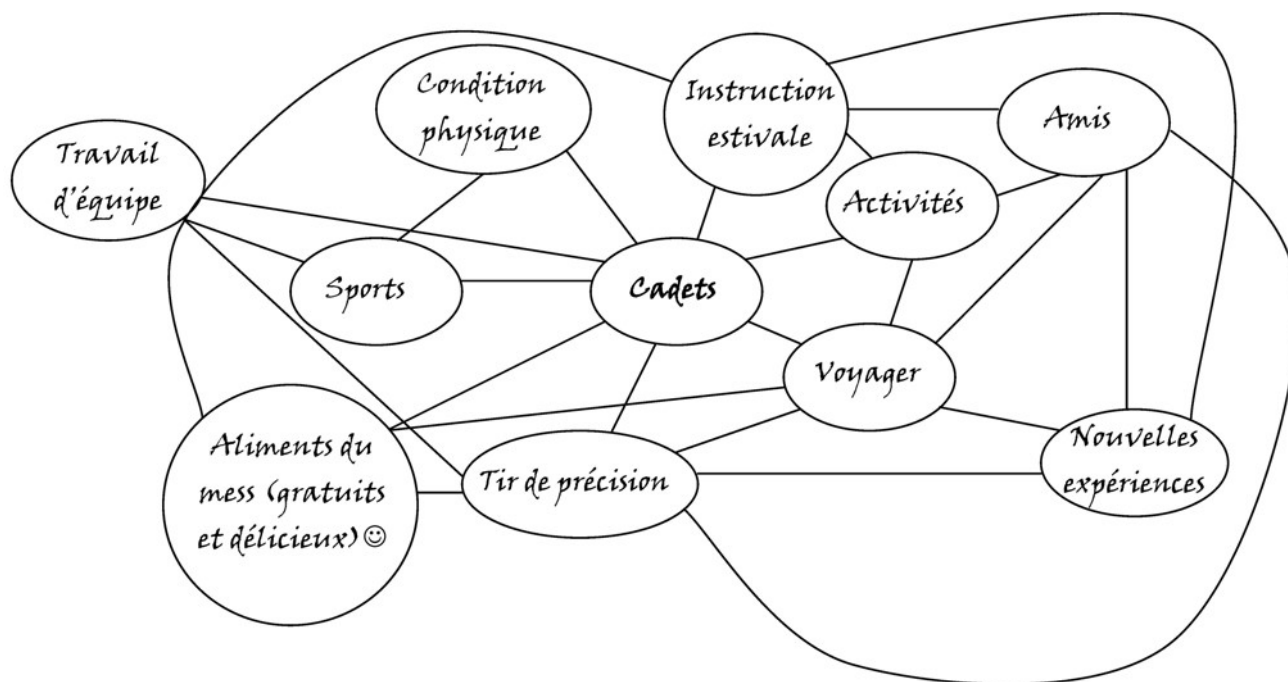 Condition
physique
Instruction
estivale
Amis
Travail
d'équipe
Activités
Sports
Cadets
Voyager
Aliments du
mess (gratuits
et délicieux) ☺
Tir de précision
Nouvelles
expériences